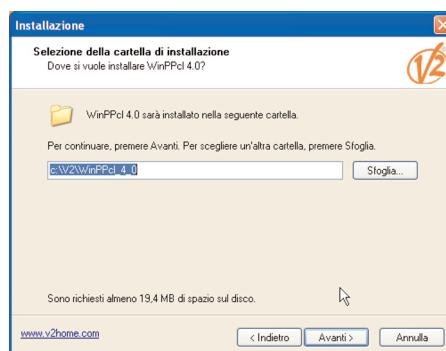 Installazione
Selezione della cartella di installazione
Dove si vuole installare WinPPcl 4.0?
V2
WinPPcl 4.0 sarà installato nella seguente cartella.
Per continuare, premere Avanti. Per scegliere un'altra cartella, premere Sfoglia.
c:\V2\WinPPcl_4_0
Sfoglia...
Sono richiesti almeno 19,4 MB di spazio sul disco.
www.v2home.com
< Indietro
Avanti >
Annulla